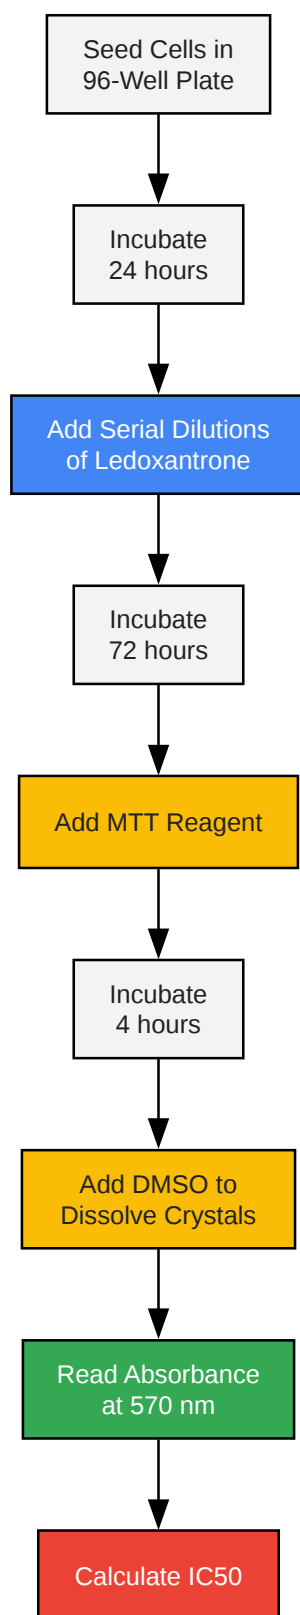 Seed Cells in
96-Well Plate
Incubate
24 hours
Add Serial Dilutions
of Ledoxantrone
Incubate
72 hours
Add MTT Reagent
Incubate
4 hours
Add DMSO to
Dissolve Crystals
Read Absorbance
at 570 nm
Calculate IC50